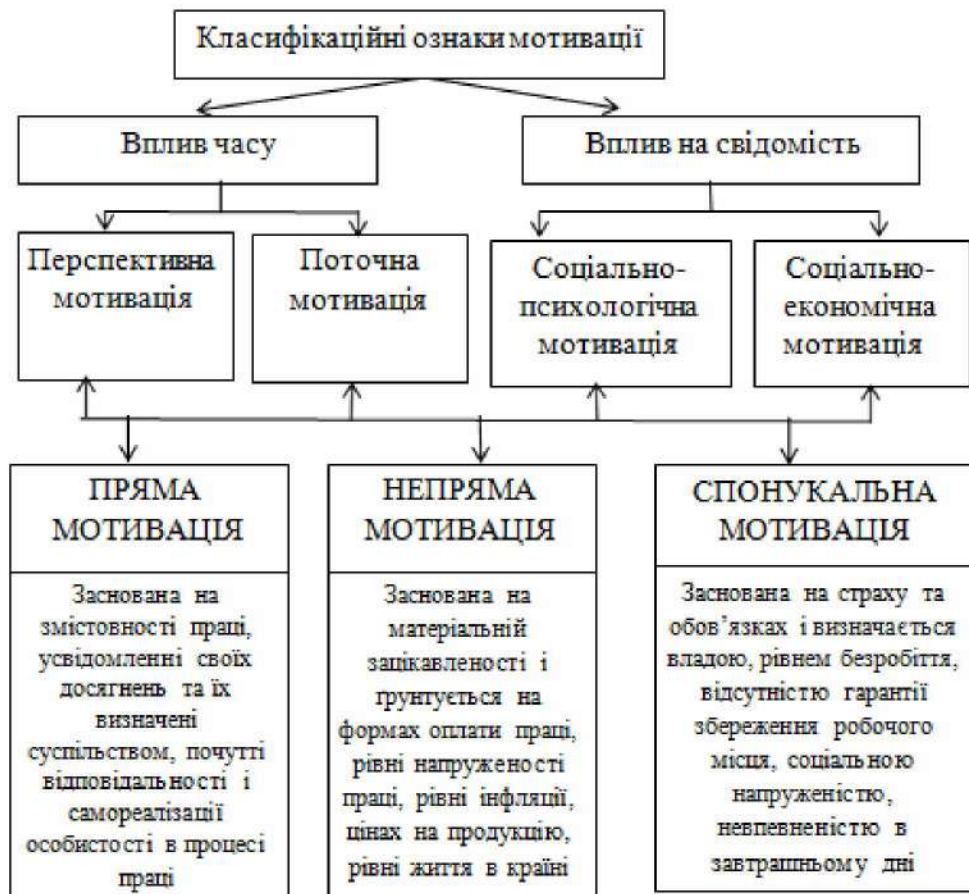 Класифікаційні ознаки мотивації
Вплив часу
Вплив на свідомість
Перспективна
мотивація
Поточна
мотивація
Соціально-
психологічна
мотивація
Соціально-
економічна
мотивація
ПРЯМА
МОТИВАЦІЯ
Заснована на
змістовності праці,
усвідомленні своїх
досягнень та їх
визначені
суспільством, почутті
відповідальності і
самореалізації
особистості в процесі
праці
НЕПРЯМА
МОТИВАЦІЯ
Заснована на
матеріальній
зацікавленості і
ґрунтується на
формах оплати праці,
рівні напруженості
праці, рівні інфляції,
цінах на продукцію,
рівні життя в країні
СПОНУКАЛЬНА
МОТИВАЦІЯ
Заснована на страху та
обов’язках і визначається
владою, рівнем безробіття,
відсутністю гарантії
збереження робочого
місця, соціальною
напруженістю,
невпевненістю в
завтрашньому дні